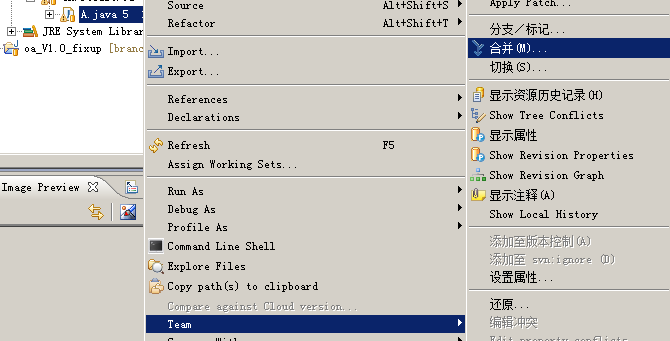 A.java 5
JRE System Librar
oa_V1.0_fixup [branc
Image Preview
Source Alt+Shift+S
Refactor Alt+Shift+T
Import...
Export...
References
Declarations
Refresh F5
Assign Working Sets...
Run As
Debug As
Profile As
Command Line Shell
Explore Files
Copy path(s) to clipboard
Compare against Cloud version...
Team
Apply Patch...
分支／标记...
合并(M)...
切换(S)...
显示资源历史记录(H)
Show Tree Conflicts
显示属性
Show Revision Properties
Show Revision Graph
显示注释(A)
Show Local History
添加至版本控制(A)
添加至 svn:ignore (D)
设置属性...
还原...
编辑冲突
Edit property conflicts